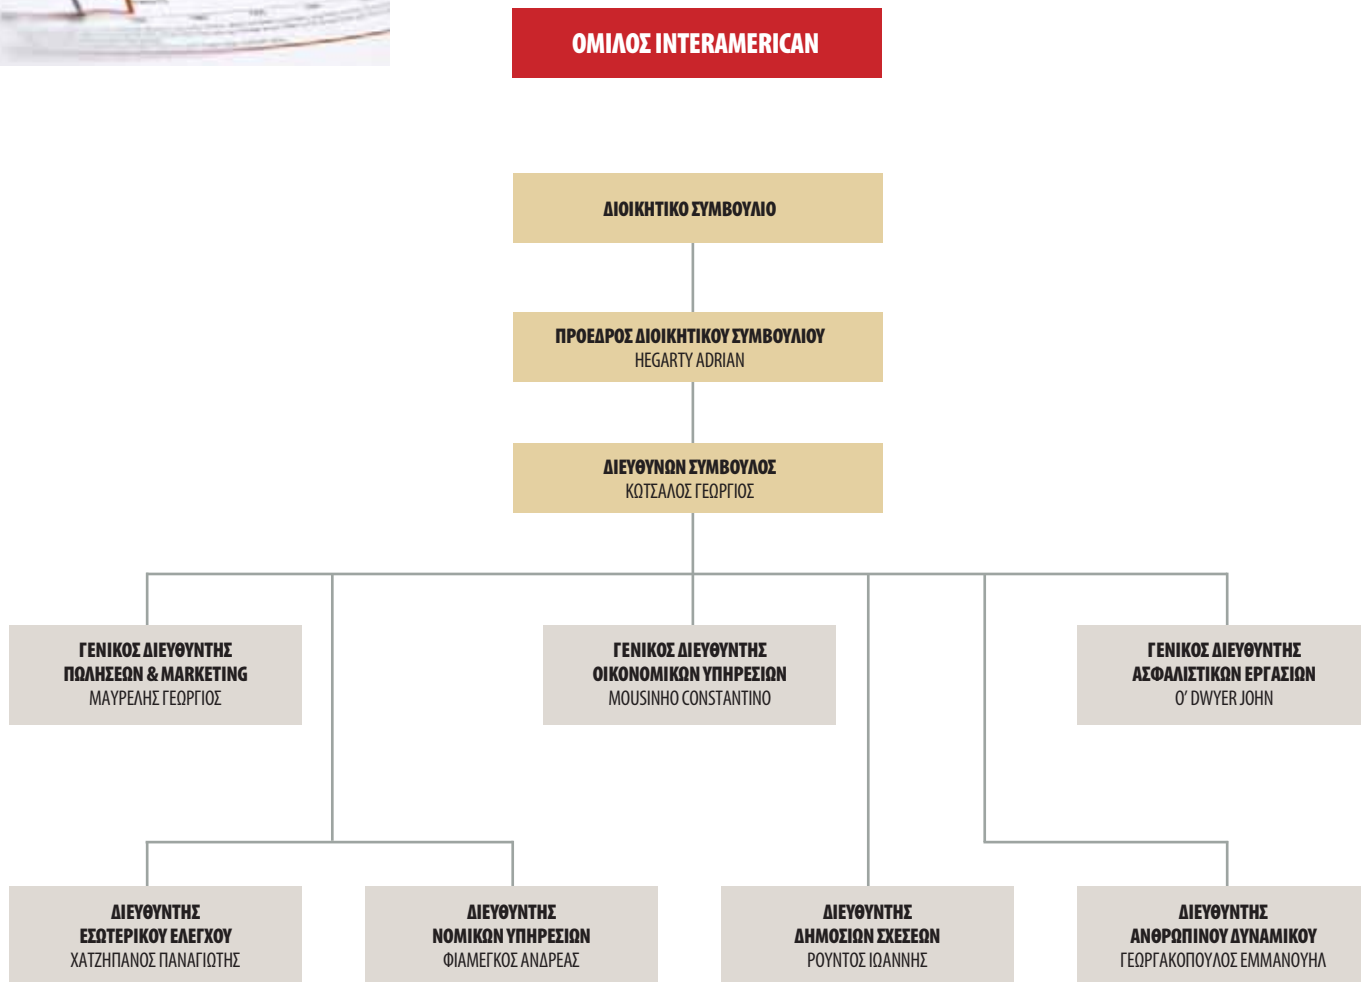 ΟΜΙΛΟΣ INTERAMERICAN
ΔΙΟΙΚΗΤΙΚΟ ΣΥΜΒΟΥΛΙΟ
ΠΡΟΕΔΡΟΣ ΔΙΟΙΚΗΤΙΚΟΥ ΣΥΜΒΟΥΛΙΟΥ
HEGARTY ADRIAN
ΔΙΕΥΘΥΝΩΝ ΣΥΜΒΟΥΛΟΣ
ΚΩΤΣΑΛΟΣ ΓΕΩΡΓΙΟΣ
ΓΕΝΙΚΟΣ ΔΙΕΥΘΥΝΤΗΣ
ΠΩΛΗΣΕΩΝ & MARKETING
ΜΑΥΡΕΛΗΣ ΓΕΩΡΓΙΟΣ
ΓΕΝΙΚΟΣ ΔΙΕΥΘΥΝΤΗΣ
ΟΙΚΟΝΟΜΙΚΩΝ ΥΠΗΡΕΣΙΩΝ
MOUSINHO CONSTANTINO
ΓΕΝΙΚΟΣ ΔΙΕΥΘΥΝΤΗΣ
ΑΣΦΑΛΙΣΤΙΚΩΝ ΕΡΓΑΣΙΩΝ
O' DWYER JOHN
ΔΙΕΥΘΥΝΤΗΣ
ΕΣΩΤΕΡΙΚΟΥ ΕΛΕΓΧΟΥ
ΧΑΤΖΗΠΑΝΟΣ ΠΑΝΑΓΙΩΤΗΣ
ΔΙΕΥΘΥΝΤΗΣ
ΝΟΜΙΚΩΝ ΥΠΗΡΕΣΙΩΝ
ΦΙΑΜΕΓΚΟΣ ΑΝΔΡΕΑΣ
ΔΙΕΥΘΥΝΤΗΣ
ΔΗΜΟΣΙΩΝ ΣΧΕΣΕΩΝ
ΡΟΥΝΤΟΣ ΙΩΑΝΝΗΣ
ΔΙΕΥΘΥΝΤΗΣ
ΑΝΘΡΩΠΙΝΟΥ ΔΥΝΑΜΙΚΟΥ
ΓΕΩΡΓΑΚΟΠΟΥΛΟΣ ΕΜΜΑΝΟΥΗΛ